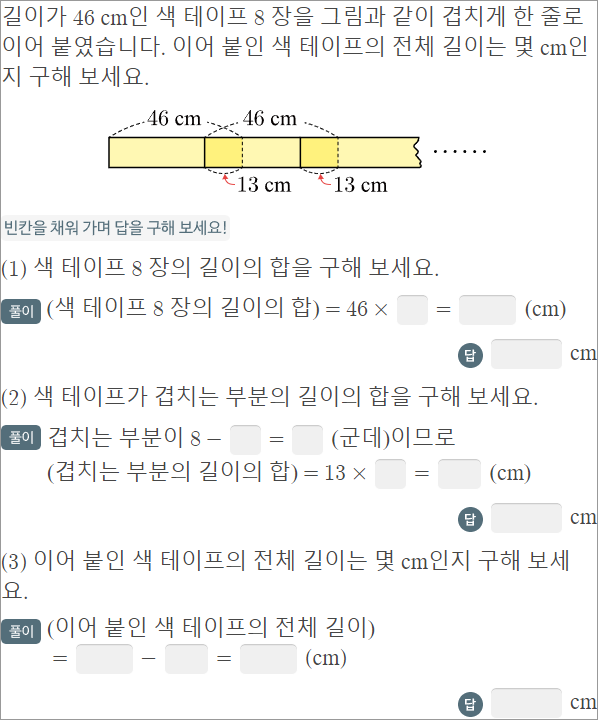 길이가 46 cm인 색 테이프 8 장을 그림과 같이 겹치게 한 줄로
이어 붙였습니다. 이어 붙인 색 테이프의 전체 길이는 몇 cm인
지 구해 보세요.
46 cm 46 cm
······
13 cm 13 cm
빈칸을 채워 가며 답을 구해 보세요!
(1) 색 테이프 8 장의 길이의 합을 구해 보세요.
풀이 (색 테이프 8 장의 길이의 합) = 46 × = (cm)
답 cm
(2) 색 테이프가 겹치는 부분의 길이의 합을 구해 보세요.
풀이 겹치는 부분이 8 − = (군데)이므로
(겹치는 부분의 길이의 합) = 13 × = (cm)
답 cm
(3) 이어 붙인 색 테이프의 전체 길이는 몇 cm인지 구해 보세
요.
풀이 (이어 붙인 색 테이프의 전체 길이)
= − = (cm)
답 cm